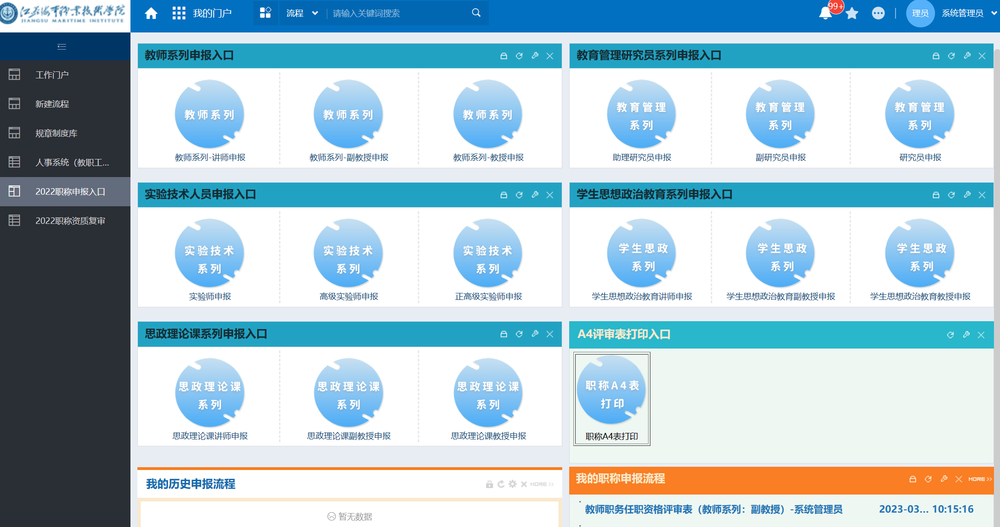 江苏海事职业技术学院
JIANGSU MARITIME INSTITUTE
我的门户
流程
请输入关键词搜索
99+
理员
系统管理员
工作门户
新建流程
规章制度库
人事系统（教职工...
2022职称申报入口
2022职称资质复审
教师系列申报入口
教师系列
教师系列
教师系列
教师系列-讲师申报
教师系列-副教授申报
教师系列-教授申报
教育管理研究员系列申报入口
教育管理
系列
教育管理
系列
教育管理
系列
助理研究员申报
副研究员申报
研究员申报
实验技术人员申报入口
实验技术
系列
实验技术
系列
实验技术
系列
实验师申报
高级实验师申报
正高级实验师申报
学生思想政治教育系列申报入口
学生思政
系列
学生思政
系列
学生思政
系列
学生思想政治教育讲师申报
学生思想政治教育副教授申报
学生思想政治教育教授申报
思政理论课系列申报入口
思政理论课
系列
思政理论课
系列
思政理论课
系列
思政理论课讲师申报
思政理论课副教授申报
思政理论课教授申报
A4评审表打印入口
职称A4表
打印
职称A4表打印
我的历史申报流程
MORE
暂无数据
我的职称申报流程
MORE
教师职务任职资格评审表（教师系列：副教授）-系统管理员
2023-03... 10:15:16